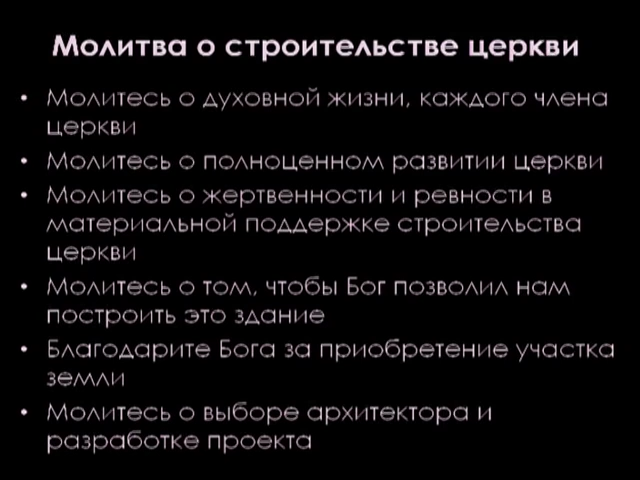 Молитва о строительстве церкви
• Молитесь о духовной жизни, каждого члена
церкви
• Молитесь о полноценном развитии церкви
• Молитесь о жертвенности и ревности в
материальной поддержке строительства
церкви
• Молитесь о том, чтобы Бог позволил нам
построить это здание
• Благодарите Бога за приобретение участка
земли
• Молитесь о выборе архитектора и
разработке проекта